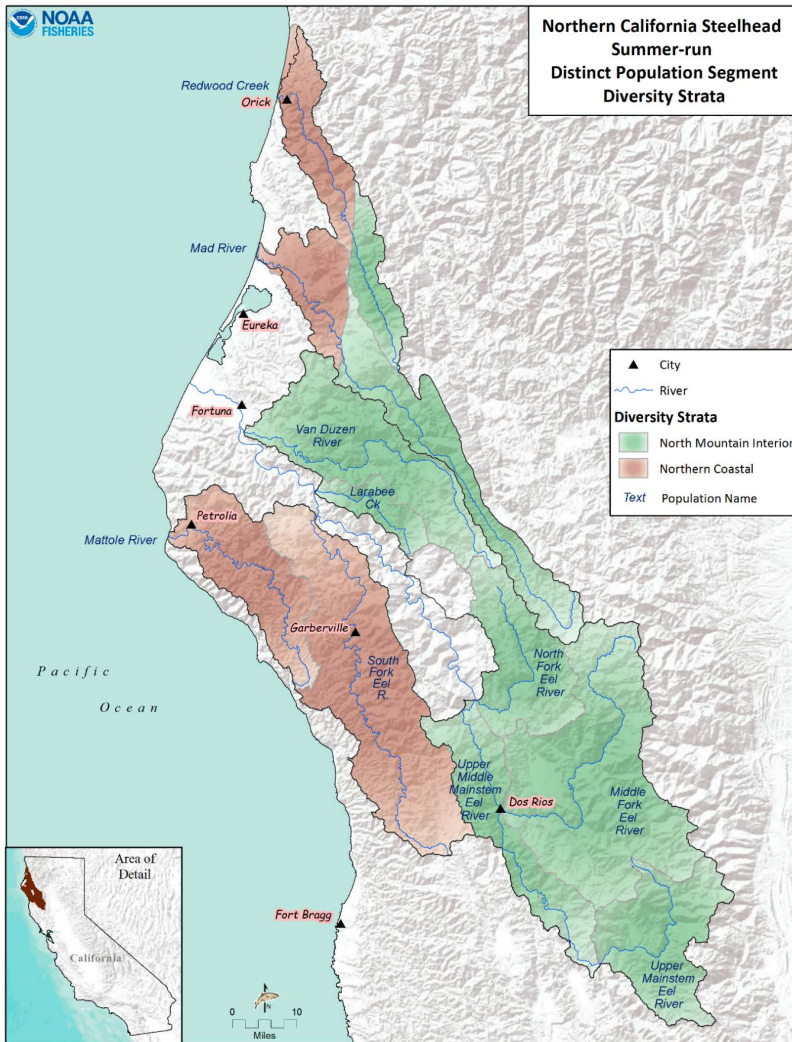 NOAA
FISHERIES
Northern California Steelhead
Summer-run
Distinct Population Segment
Diversity Strata
Redwood Creek
Orick
Mad River
Eureka
Fortuna
Van Duzen
River
Larabee
Ck
Petrolia
Mattole River
Garberville
South
Fork
Eel
R.
North
Fork
Eel
River
Pacific
Ocean
Upper
Middle
Mainstem
Eel
River
Dos Rios
Middle
Fork
Eel
River
Fort Bragg
Upper
Mainstem
Eel
River
City
River
Diversity Strata
North Mountain Interior
Northern Coastal
Text Population Name
Area of
Detail
California
N
0 10
Miles